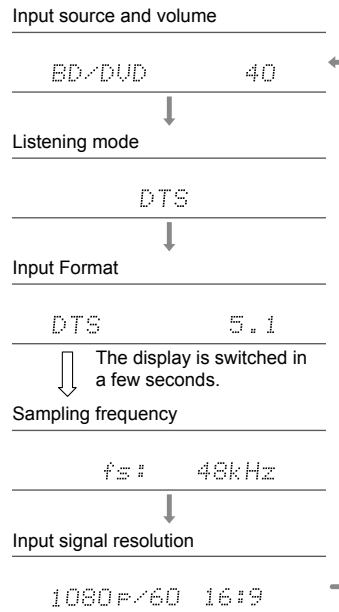 Input source and volume
BD/DVD 40
Listening mode
DTS
Input Format
DTS 5.1
The display is switched in
a few seconds.
Sampling frequency
fs: 48kHz
Input signal resolution
1080p/60 16:9